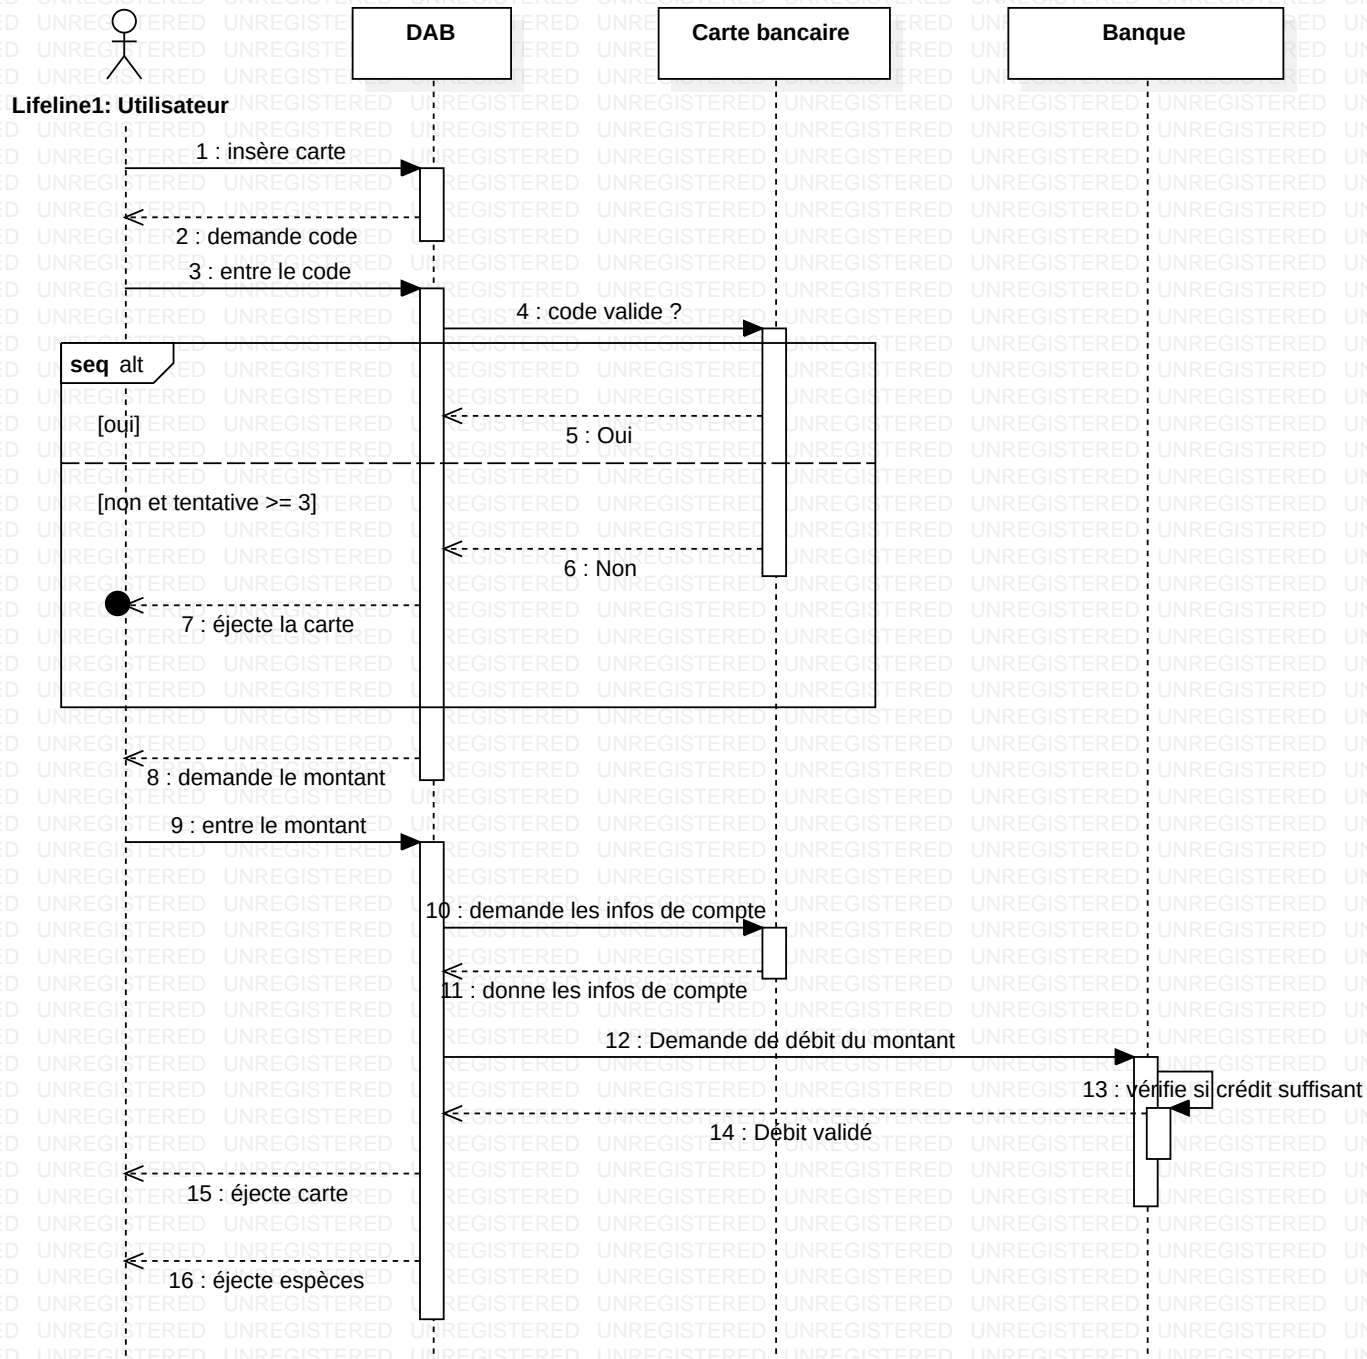 DAB
Carte bancaire
Banque
Lifeline1: Utilisateur
1 : insère carte
2 : demande code
3 : entre le code
4 : code valide ?
seq alt
[oui]
5 : Oui
[non et tentative >= 3]
6 : Non
7 : éjecte la carte
8 : demande le montant
9 : entre le montant
10 : demande les infos de compte
11 : donne les infos de compte
12 : Demande de débit du montant
13 : vérifie si crédit suffisant
14 : Débit validé
15 : éjecte carte
16 : éjecte espèces
UNREGISTERED